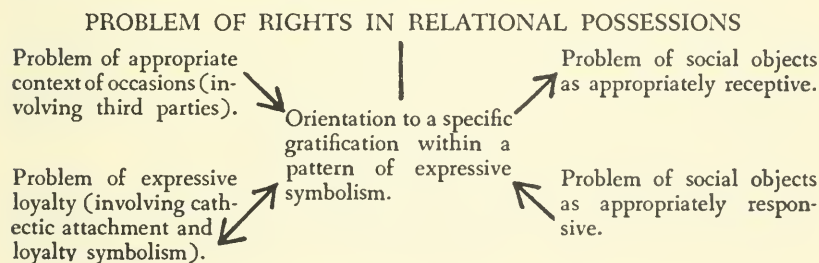 PROBLEM OF RIGHTS IN RELATIONAL POSSESSIONS
Problem of appropriate
context of occasions (in-
volving third parties).
Problem of social objects
as appropriately receptive.
Orientation to a specific
gratification within a
pattern of expressive
symbolism.
Problem of expressive
loyalty (involving cath-
ectic attachment and
loyalty symbolism).
Problem of social objects
as appropriately respon-
sive.